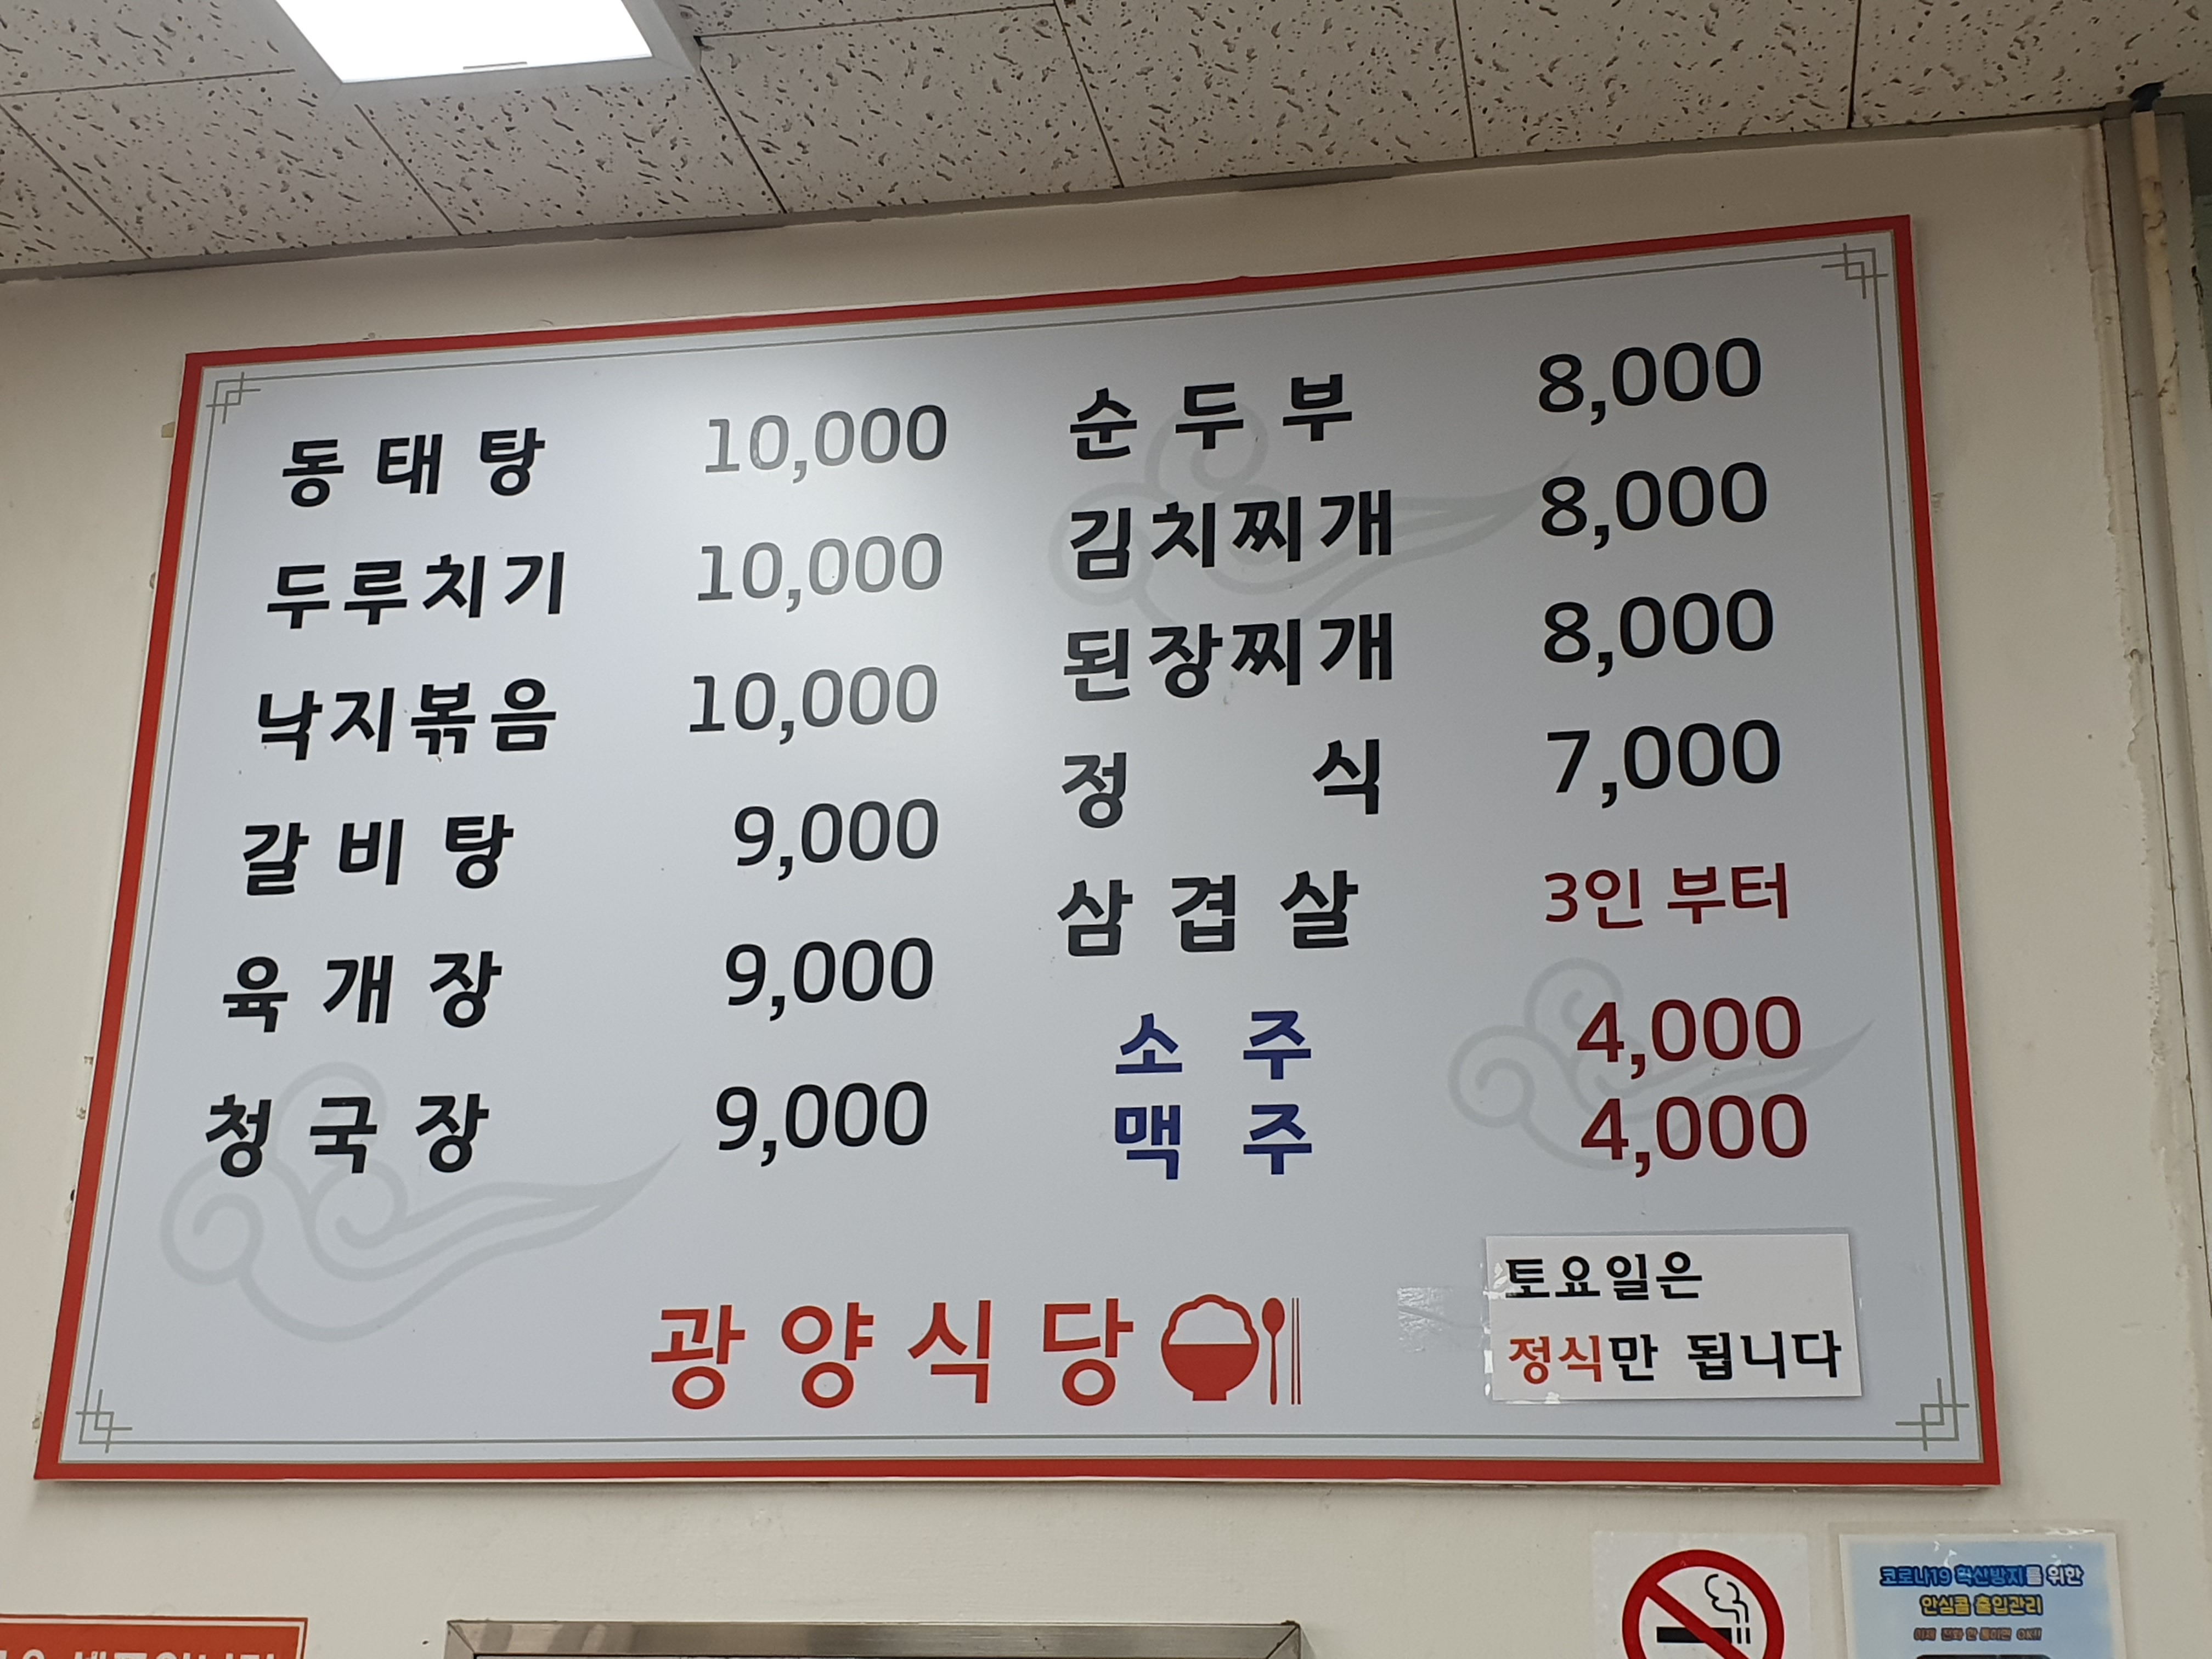 동태탕 10,000
두루치기 10,000
낙지볶음 10,000
갈비탕 9,000
육개장 9,000
청국장 9,000
순두부 8,000
김치찌개 8,000
된장찌개 8,000
정식 7,000
삼겹살 3인 부터
소주 4,000
맥주 4,000
광양식당
토요일은
정식만 됩니다
코로나19 확산방지를 위한
안심콜 출입관리